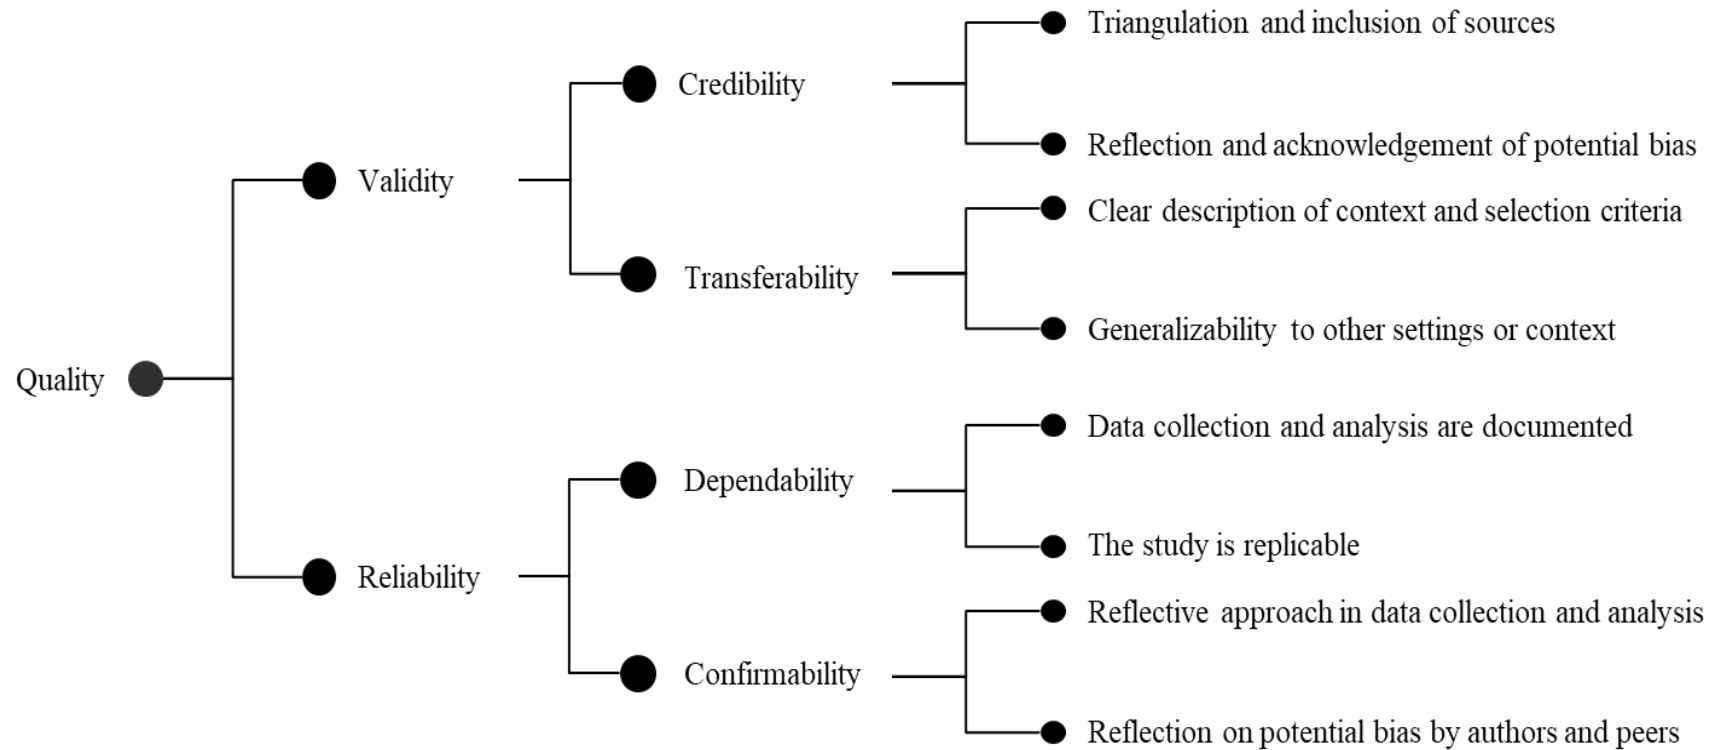 Quality
Validity
Credibility
Triangulation and inclusion of sources
Reflection and acknowledgement of potential bias
Transferability
Clear description of context and selection criteria
Generalizability to other settings or context
Reliability
Dependability
Data collection and analysis are documented
The study is replicable
Confirmability
Reflective approach in data collection and analysis
Reflection on potential bias by authors and peers